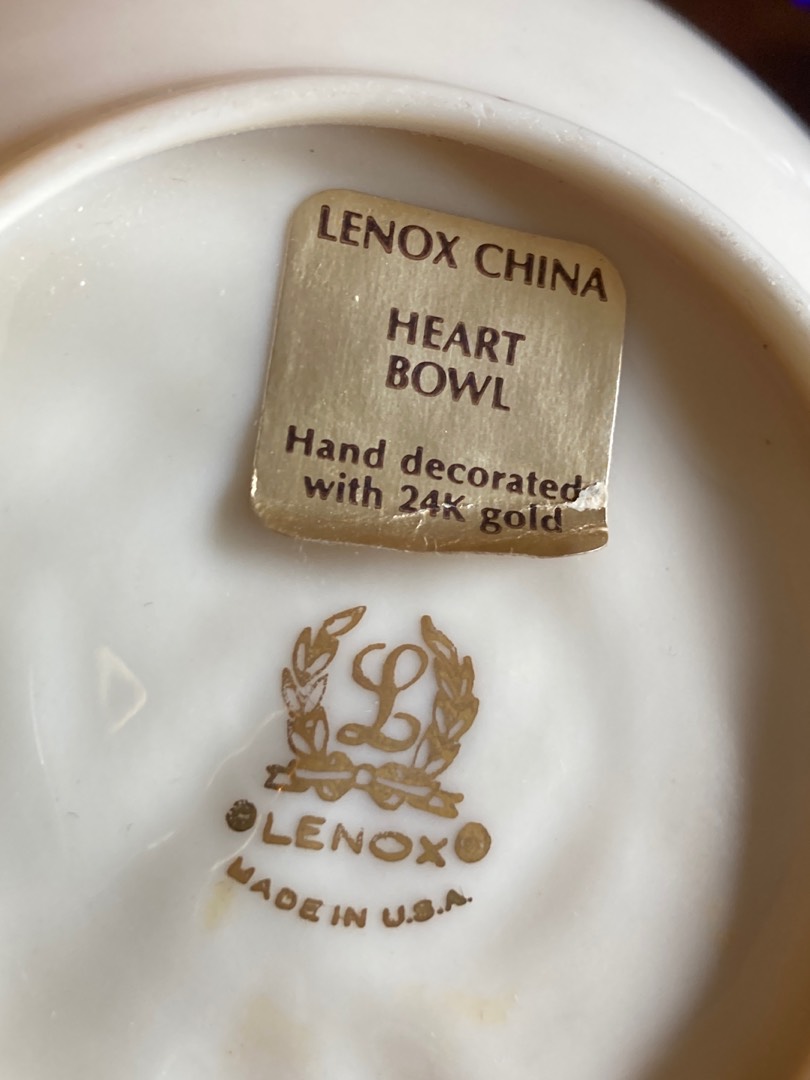 LENOX CHINA
HEART
BOWL
Hand decorated
with 24K gold
L
© LENOX ®
MADE IN U.S.A.